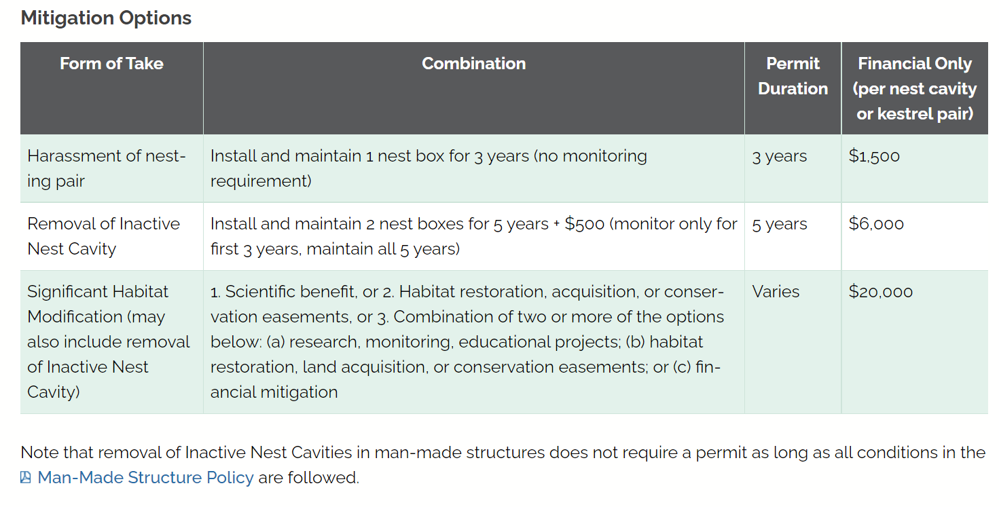 Mitigation Options
Form of Take
Combination
Permit
Duration
Financial Only
(per nest cavity
or kestrel pair)
Harassment of nest-
ing pair
Install and maintain 1 nest box for 3 years (no monitoring
requirement)
3 years
$1,500
Removal of Inactive
Nest Cavity
Install and maintain 2 nest boxes for 5 years + $500 (monitor only for
first 3 years, maintain all 5 years)
5 years
$6,000
Significant Habitat
Modification (may
also include removal
of Inactive Nest
Cavity)
1. Scientific benefit, or 2. Habitat restoration, acquisition, or conser-
vation easements, or 3. Combination of two or more of the options
below: (a) research, monitoring, educational projects; (b) habitat
restoration, land acquisition, or conservation easements; or (c) fin-
ancial mitigation
Varies
$20,000
Note that removal of Inactive Nest Cavities in man-made structures does not require a permit as long as all conditions in the
Man-Made Structure Policy are followed.